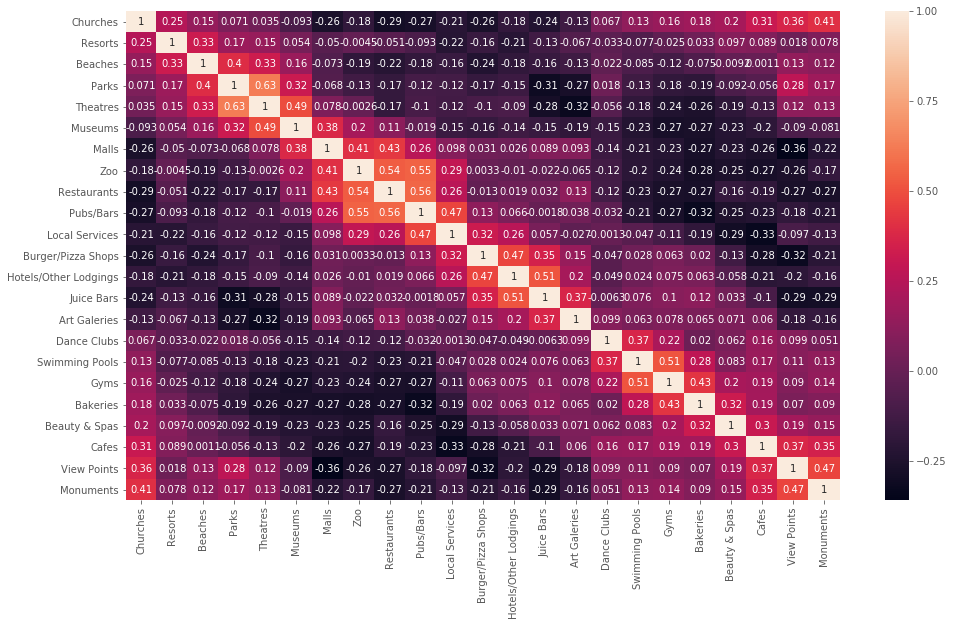 Churches 1 0.25 0.15 0.071 0.035 -0.093 -0.26 -0.18 -0.29 -0.27 -0.21 -0.26 -0.18 -0.24 -0.13 0.067 0.13 0.16 0.18 0.2 0.31 0.36 0.41
Resorts 0.25 1 0.33 0.17 0.15 0.054 -0.05 -0.0045 -0.051 -0.093 -0.22 -0.16 -0.21 -0.13 -0.067 -0.033 -0.077 -0.025 0.033 0.097 0.089 0.018 0.078
Beaches 0.15 0.33 1 0.4 0.33 0.16 -0.073 -0.19 -0.22 -0.18 -0.16 -0.24 -0.18 -0.16 -0.13 -0.022 -0.085 -0.12 -0.075 -0.0092 0.0011 0.13 0.12
Parks 0.071 0.17 0.4 1 0.63 0.32 -0.068 -0.13 -0.17 -0.12 -0.12 -0.17 -0.15 -0.31 -0.27 0.018 -0.13 -0.18 -0.19 -0.092 -0.056 0.28 0.17
Theatres 0.035 0.15 0.33 0.63 1 0.49 0.078 -0.0026 -0.17 -0.1 -0.12 -0.1 -0.09 -0.28 -0.32 -0.056 -0.18 -0.24 -0.26 -0.19 -0.13 0.12 0.13
Museums -0.093 0.054 0.16 0.32 0.49 1 0.38 0.2 0.11 -0.019 -0.15 -0.16 -0.14 -0.15 -0.19 -0.15 -0.23 -0.27 -0.27 -0.23 -0.2 -0.09 -0.081
Malls -0.26 -0.05 -0.073 -0.068 0.078 0.38 1 0.41 0.43 0.26 0.098 0.031 0.026 0.089 0.093 -0.14 -0.21 -0.23 -0.27 -0.23 -0.26 -0.36 -0.22
Zoo -0.18 -0.0045 -0.19 -0.13 -0.0026 0.2 0.41 1 0.54 0.55 0.29 0.0033 -0.01 -0.022 -0.065 -0.12 -0.2 -0.24 -0.28 -0.25 -0.27 -0.26 -0.17
Restaurants -0.29 -0.051 -0.22 -0.17 -0.17 0.11 0.43 0.54 1 0.56 0.26 -0.013 0.019 0.032 0.13 -0.12 -0.23 -0.27 -0.27 -0.16 -0.19 -0.27 -0.27
Pubs/Bars -0.27 -0.093 -0.18 -0.12 -0.1 -0.019 0.26 0.55 0.56 1 0.47 0.13 0.066 -0.0018 0.038 -0.032 -0.21 -0.27 -0.32 -0.25 -0.23 -0.18 -0.21
Local Services -0.21 -0.22 -0.16 -0.12 -0.12 -0.15 0.098 0.29 0.26 0.47 1 0.32 0.26 0.057 -0.027 -0.0013 -0.047 -0.11 -0.19 -0.29 -0.33 -0.097 -0.13
Burger/Pizza Shops -0.26 -0.16 -0.24 -0.17 -0.1 -0.16 0.031 0.0033 -0.013 0.13 0.32 1 0.47 0.35 0.15 -0.047 0.028 0.063 0.02 -0.13 -0.28 -0.32 -0.21
Hotels/Other Lodgings -0.18 -0.21 -0.18 -0.15 -0.09 -0.14 0.026 -0.01 0.019 0.066 0.26 0.47 1 0.51 0.2 -0.049 0.024 0.075 0.063 -0.058 -0.21 -0.2 -0.16
Juice Bars -0.24 -0.13 -0.16 -0.31 -0.28 -0.15 0.089 -0.022 0.032 -0.0018 0.057 0.35 0.51 1 0.37 -0.0063 0.076 0.1 0.12 0.033 -0.1 -0.29 -0.29
Art Galeries -0.13 -0.067 -0.13 -0.27 -0.32 -0.19 0.093 -0.065 0.13 0.038 -0.027 0.15 0.2 0.37 1 0.099 0.063 0.078 0.065 0.071 0.06 -0.18 -0.16
Dance Clubs 0.067 -0.033 -0.022 0.018 -0.056 -0.15 -0.14 -0.12 -0.12 -0.032 -0.0013 -0.047 -0.049 -0.0063 0.099 1 0.37 0.22 0.02 0.062 0.16 0.099 0.051
Swimming Pools 0.13 -0.077 -0.085 -0.13 -0.18 -0.23 -0.21 -0.2 -0.23 -0.21 -0.047 0.028 0.024 0.076 0.063 0.37 1 0.51 0.28 0.083 0.17 0.11 0.13
Gyms 0.16 -0.025 -0.12 -0.18 -0.24 -0.27 -0.23 -0.24 -0.27 -0.27 -0.11 0.063 0.075 0.1 0.078 0.22 0.51 1 0.43 0.2 0.19 0.09 0.14
Bakeries 0.18 0.033 -0.075 -0.19 -0.26 -0.27 -0.27 -0.28 -0.27 -0.32 -0.19 0.02 0.063 0.12 0.065 0.02 0.28 0.43 1 0.32 0.19 0.07 0.09
Beauty & Spas 0.2 0.097 -0.0092 -0.092 -0.19 -0.23 -0.23 -0.25 -0.16 -0.25 -0.29 -0.13 -0.058 0.033 0.071 0.062 0.083 0.2 0.32 1 0.3 0.19 0.15
Cafes 0.31 0.089 0.0011 -0.056 -0.13 -0.2 -0.26 -0.27 -0.19 -0.23 -0.33 -0.28 -0.21 -0.1 0.06 0.16 0.17 0.19 0.19 0.3 1 0.37 0.35
View Points 0.36 0.018 0.13 0.28 0.12 -0.09 -0.36 -0.26 -0.27 -0.18 -0.097 -0.32 -0.2 -0.29 -0.18 0.099 0.11 0.09 0.07 0.19 0.37 1 0.47
Monuments 0.41 0.078 0.12 0.17 0.13 -0.081 -0.22 -0.17 -0.27 -0.21 -0.13 -0.21 -0.16 -0.29 -0.16 0.051 0.13 0.14 0.09 0.15 0.35 0.47 1
Churches Resorts Beaches Parks Theatres Museums Malls Zoo Restaurants Pubs/Bars Local Services Burger/Pizza Shops Hotels/Other Lodgings Juice Bars Art Galeries Dance Clubs Swimming Pools Gyms Bakeries Beauty & Spas Cafes View Points Monuments
1.00
0.75
0.50
0.25
0.00
−0.25